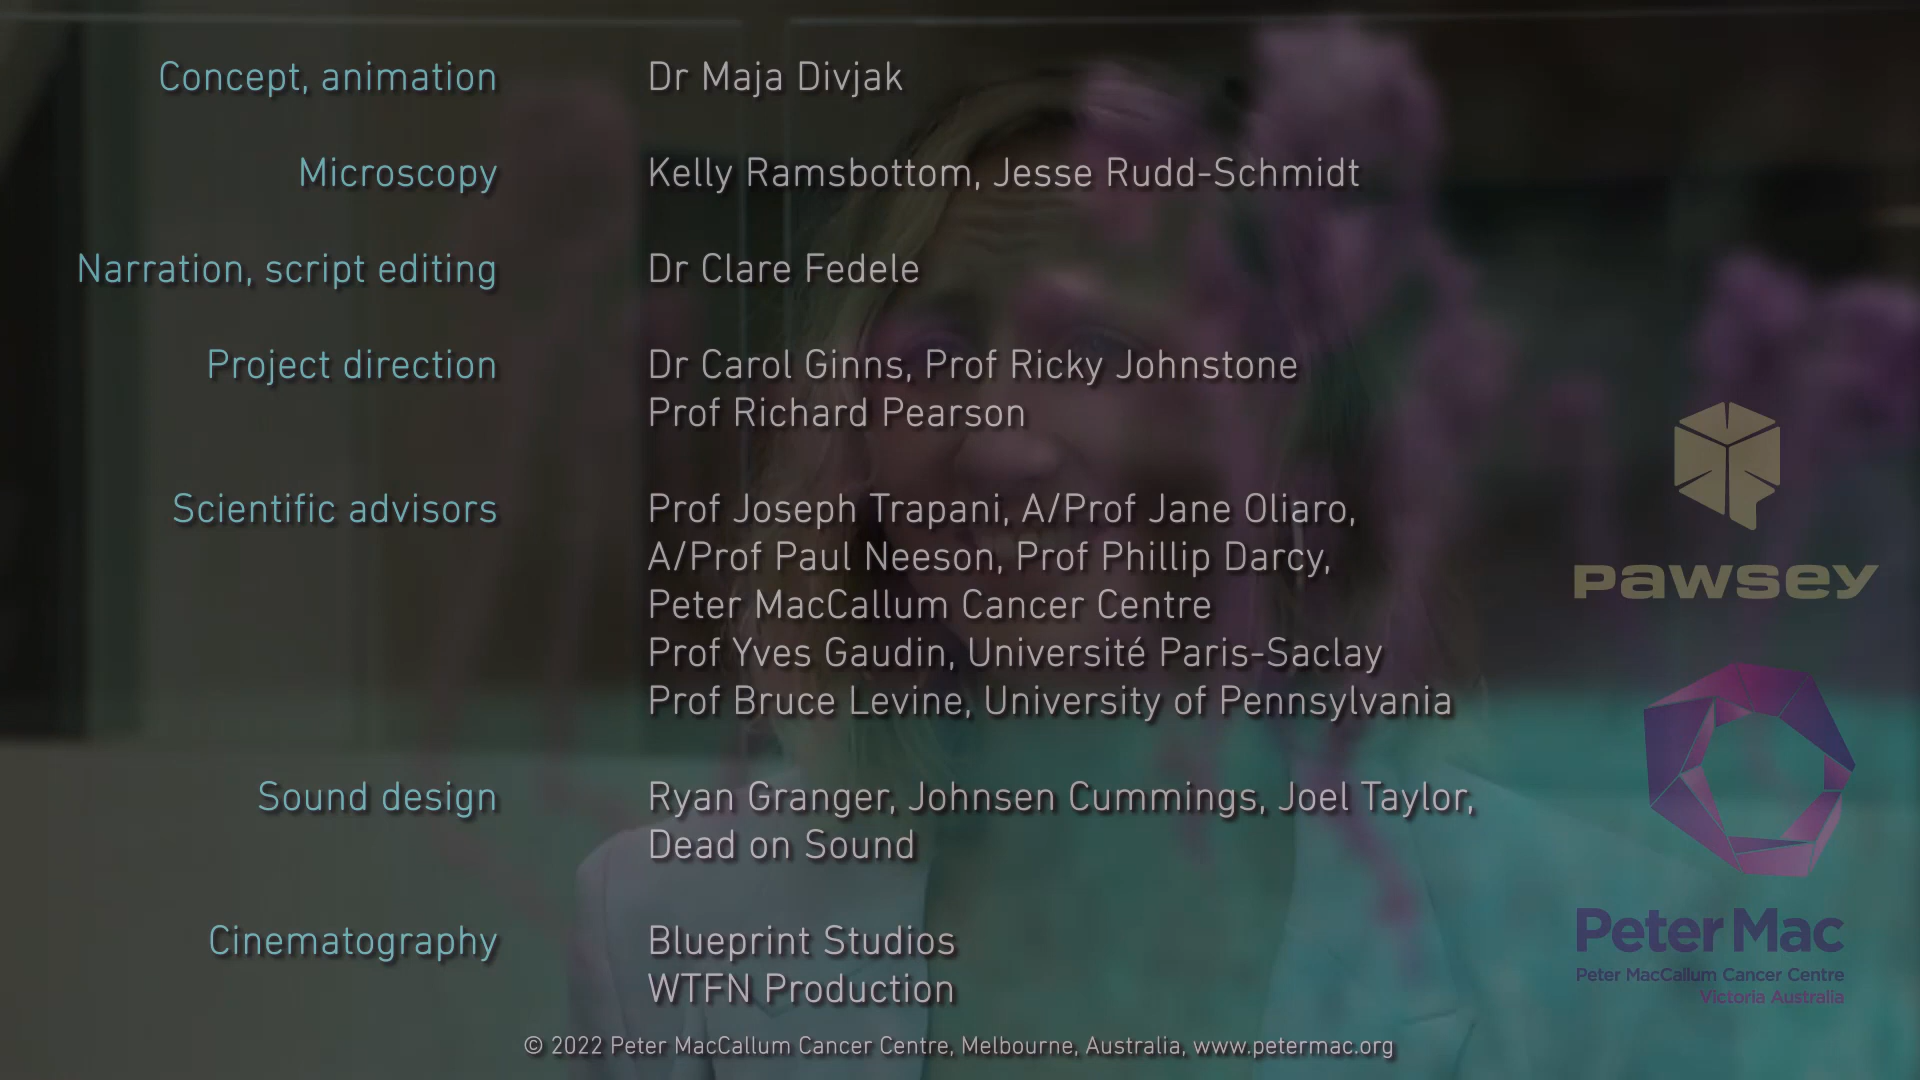 Concept, animation Dr Maja Divjak
Microscopy Kelly Ramsbottom, Jesse Rudd-Schmidt
Narration, script editing Dr Clare Fedele
Project direction Dr Carol Ginns, Prof Ricky Johnstone
Prof Richard Pearson
Scientific advisors Prof Joseph Trapani, A/Prof Jane Oliaro,
A/Prof Paul Neeson, Prof Phillip Darcy,
Peter MacCallum Cancer Centre
Prof Yves Gaudin, Université Paris-Saclay
Prof Bruce Levine, University of Pennsylvania
Sound design Ryan Granger, Johnsen Cummings, Joel Taylor,
Dead on Sound
Cinematography Blueprint Studios
WTFN Production
© 2022 Peter MacCallum Cancer Centre, Melbourne, Australia, www.petermac.org
PAWSEY
Peter Mac
Peter MacCallum Cancer Centre
Victoria Australia